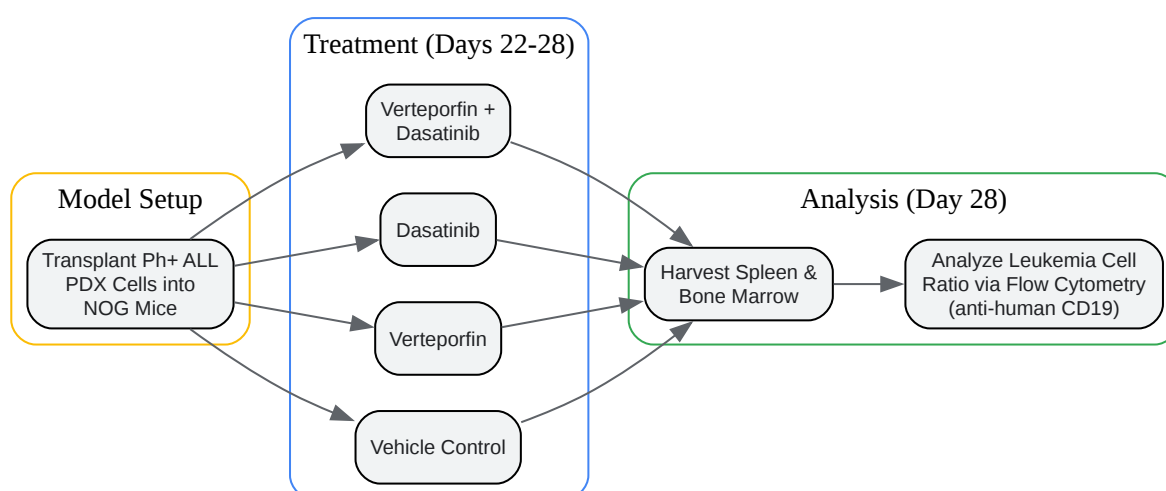 Model Setup
Transplant Ph+ ALL
PDX Cells into
NOG Mice
Treatment (Days 22-28)
Verteporfin +
Dasatinib
Dasatinib
Verteporfin
Vehicle Control
Analysis (Day 28)
Harvest Spleen &
Bone Marrow
Analyze Leukemia Cell
Ratio via Flow Cytometry
(anti-human CD19)